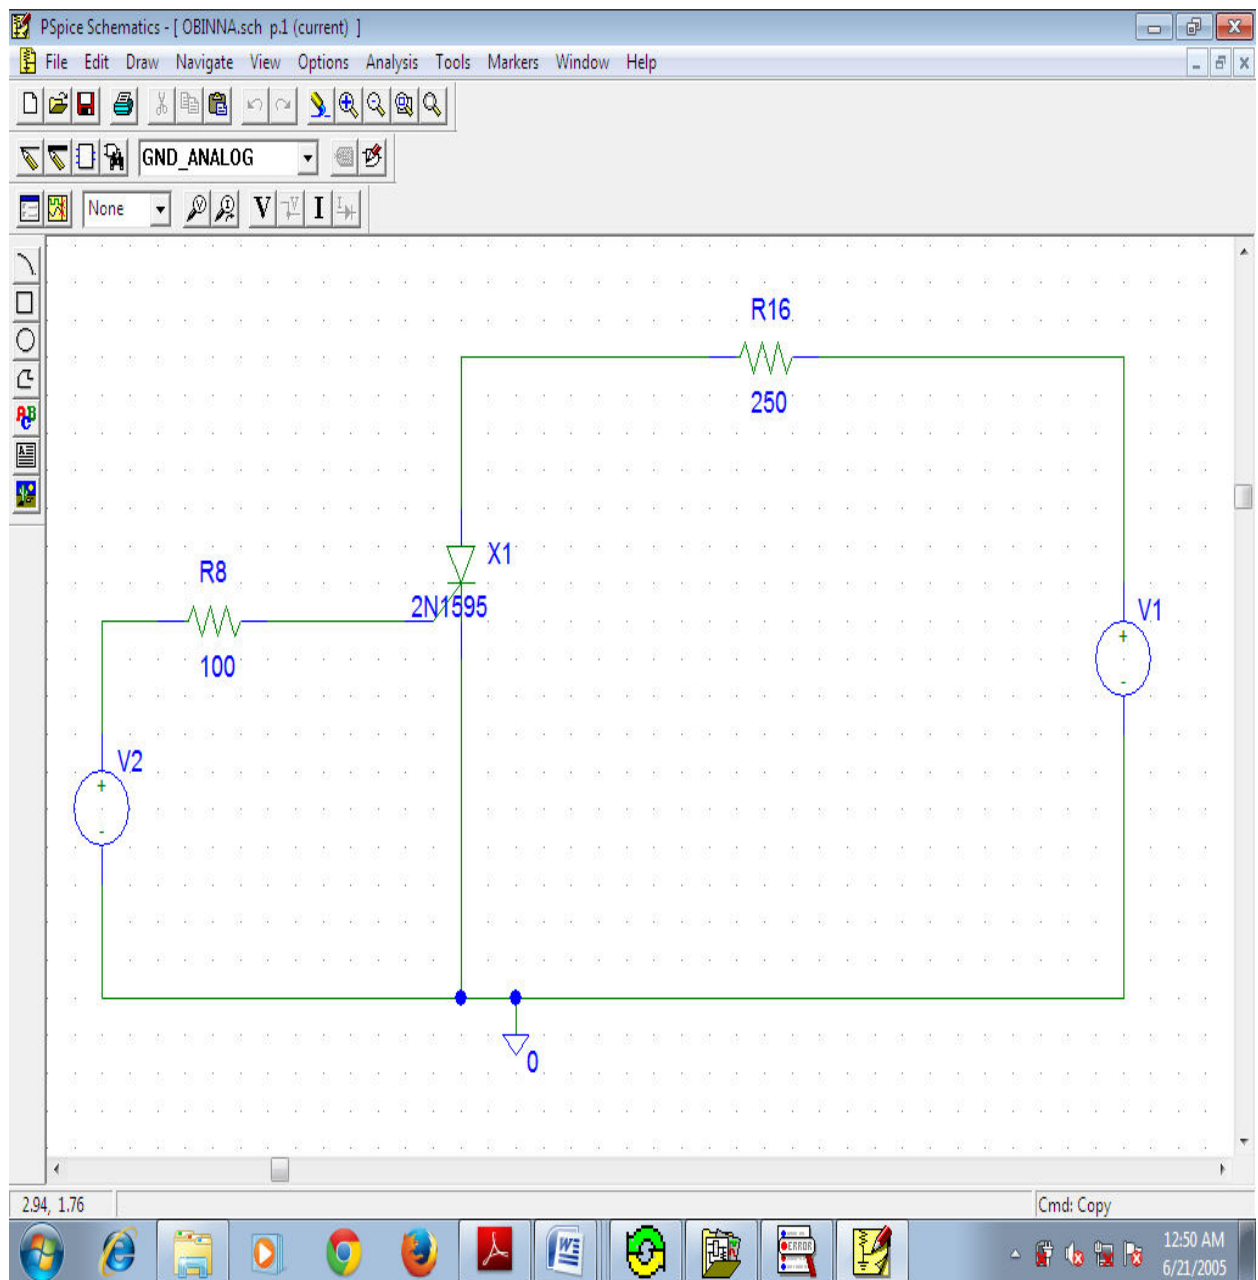 PSpice Schematics - [ OBINNA.sch p.1 (current) ]
File Edit Draw Navigate View Options Analysis Tools Markers Window Help
GND_ANALOG
None
V
I
R16
250
X1
2N1595
R8
100
V1
+
-
V2
+
-
0
2.94, 1.76
Cmd: Copy
ERROR
12:50 AM
6/21/2005